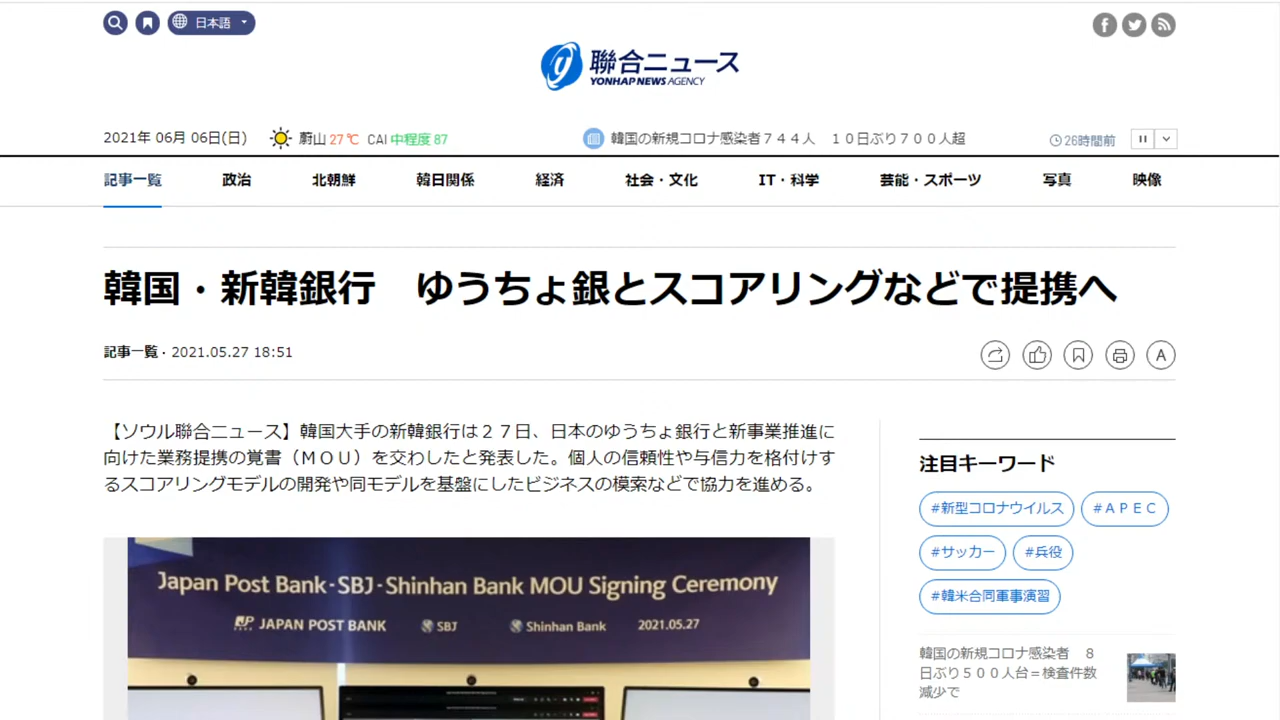 日本語
聯合ニュース
YONHAP NEWS AGENCY
2021年 06月 06日(日) 蔚山 27℃ CAI 中程度 87
韓国の新規コロナ感染者７４４人　１０日ぶり７００人超
26時間前
記事一覧 政治 北朝鮮 韓日関係 経済 社会・文化 IT・科学 芸能・スポーツ 写真 映像
韓国・新韓銀行　ゆうちょ銀とスコアリングなどで提携へ
記事一覧・2021.05.27 18:51
A
【ソウル聯合ニュース】韓国大手の新韓銀行は２７日、日本のゆうちょ銀行と新事業推進に
向けた業務提携の覚書（ＭＯＵ）を交わしたと発表した。個人の信頼性や与信力を格付けす
るスコアリングモデルの開発や同モデルを基盤にしたビジネスの模索などで協力を進める。
Japan Post Bank-SBJ-Shinhan Bank MOU Signing Ceremony
JP JAPAN POST BANK SBJ Shinhan Bank 2021.05.27
注目キーワード
#新型コロナウイルス #ＡＰＥＣ
#サッカー #兵役
#韓米合同軍事演習
韓国の新規コロナ感染者　８
日ぶり５００人台＝検査件数
減少で